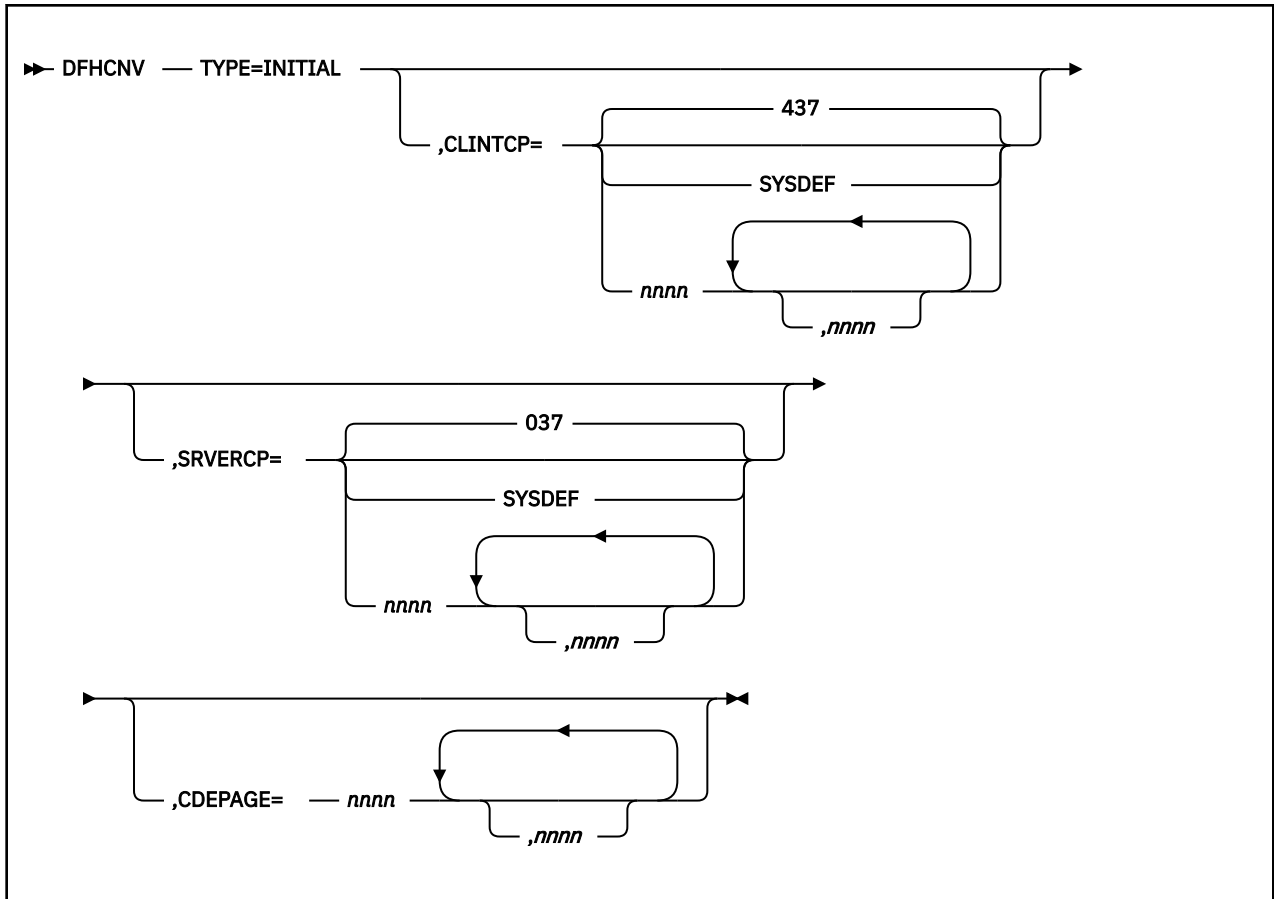 DFHCNV TYPE=INITIAL
437
,CLINTCP=
SYSDEF
nnnn
,nnnn
037
,SRVERCP=
SYSDEF
nnnn
,nnnn
,CDEPAGE= nnnn
,nnnn